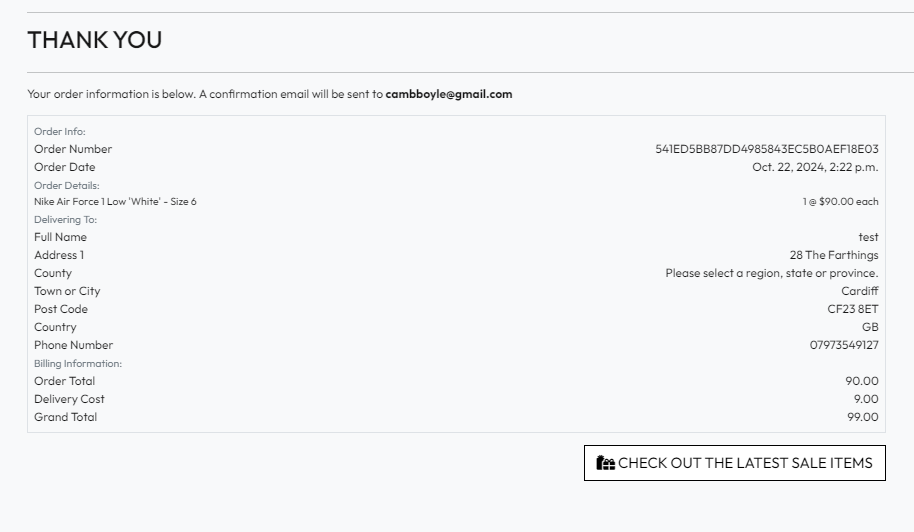 THANK YOU
Your order information is below. A confirmation email will be sent to cambboyle@gmail.com
Order Info:
Order Number 541ED5BB87DD4985843EC5B0AEF18E03
Order Date Oct. 22, 2024, 2:22 p.m.
Order Details:
Nike Air Force 1 Low 'White' - Size 6 1 @ $90.00 each
Delivering To:
Full Name test
Address 1 28 The Farthings
County Please select a region, state or province.
Town or City Cardiff
Post Code CF23 8ET
Country GB
Phone Number 07973549127
Billing Information:
Order Total 90.00
Delivery Cost 9.00
Grand Total 99.00
CHECK OUT THE LATEST SALE ITEMS